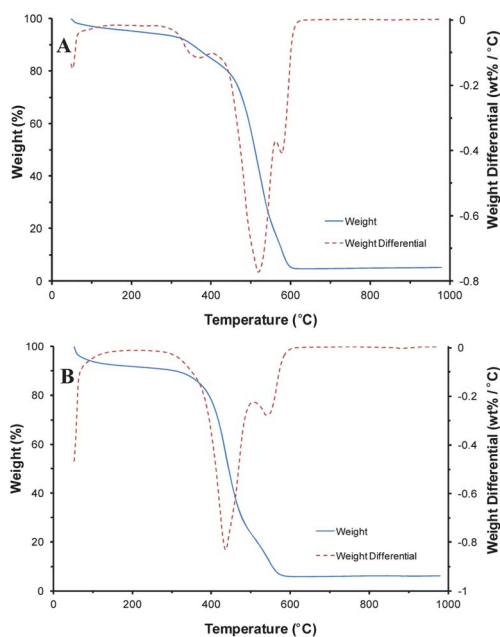 A
100
80
60
40
20
0
Weight (%)
0
-0.2
-0.4
-0.6
-0.8
Weight Differential (wt% / °C)
Weight
Weight Differential
0 200 400 600 800 1000
Temperature (°C)
B
100
80
60
40
20
0
Weight (%)
0
-0.2
-0.4
-0.6
-0.8
-1
Weight Differential (wt% / °C)
Weight
Weight Differential
0 200 400 600 800 1000
Temperature (°C)